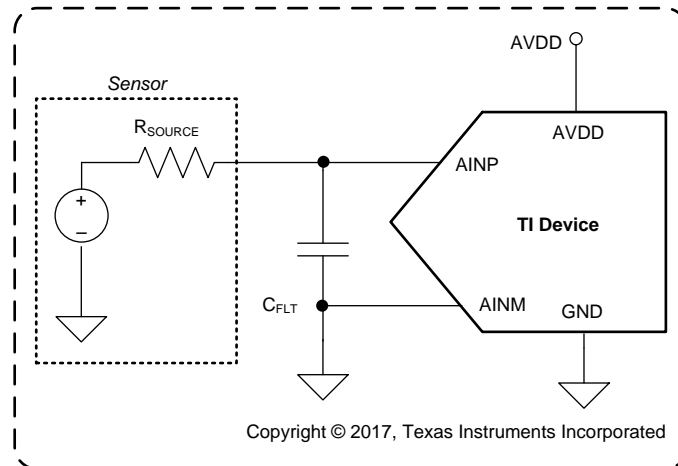 AVDD
Sensor
RSOURCE
AVDD
AINP
+
−
TI Device
CFLT
AINM
GND
Copyright © 2017, Texas Instruments Incorporated